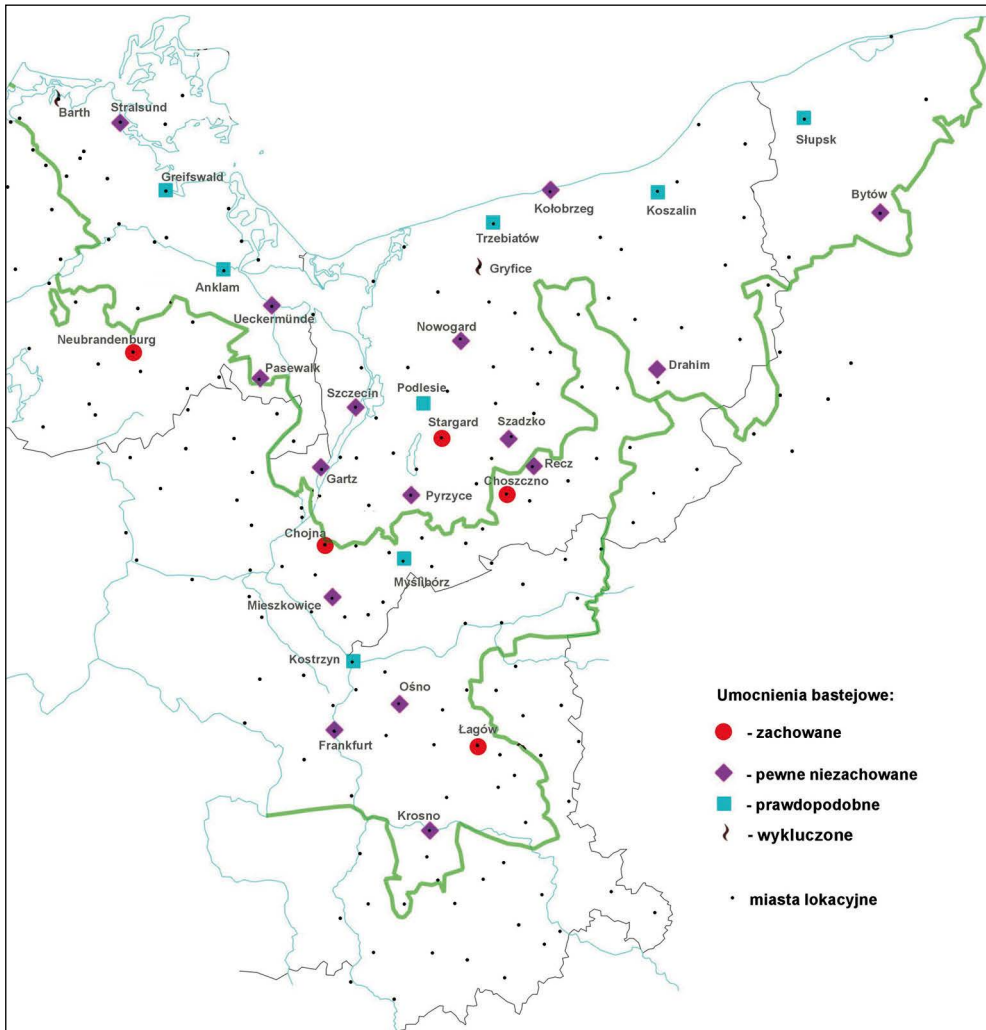 Barth
Stralsund
Słupsk
Greifswald
Kołobrzeg
Koszalin
Bytów
Trzebiatów
Gryfice
Anklam
Ueckermünde
Nowogard
Neubrandenburg
Pasewalk
Drahim
Szczecin
Podlesie
Stargard
Szadzko
Recz
Gartz
Choszczno
Pyrzyce
Chojna
Myślibórz
Mieszkowice
Kostrzyn
Ośno
Frankfurt
Łagów
Krosno
Umocnienia bastejowe:
- zachowane
- pewne niezachowane
- prawdopodobne
- wykluczone
- miasta lokacyjne